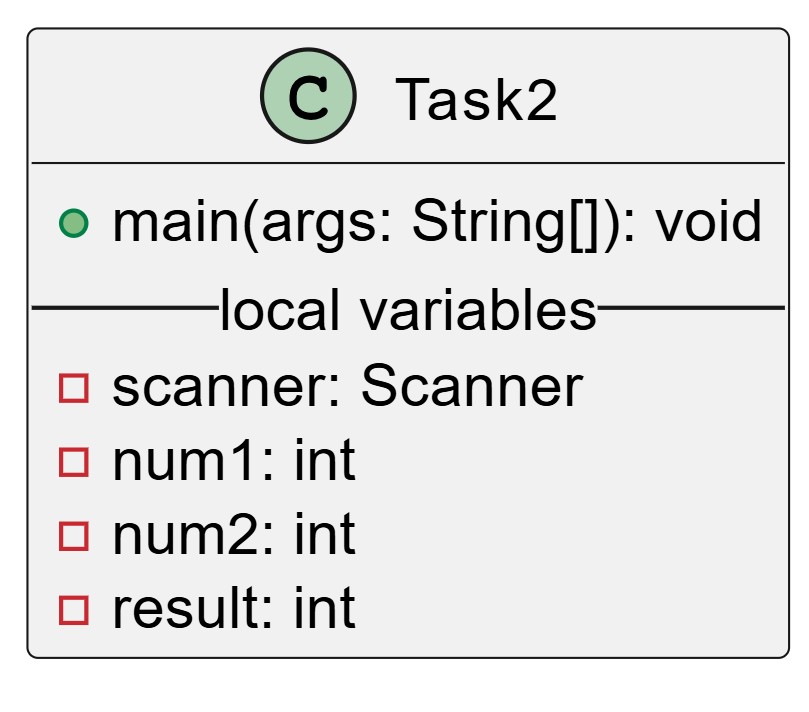 C Task2
main(args: String[]): void
local variables
scanner: Scanner
num1: int
num2: int
result: int